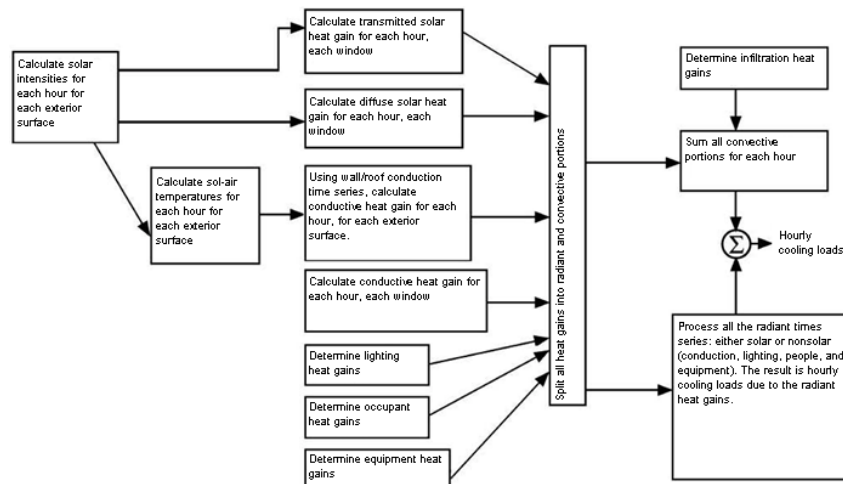 Calculate solar
intensities for
each hour for
each exterior
surface
Calculate transmitted solar
heat gain for each hour,
each window
Calculate diffuse solar heat
gain for each hour, each
window
Calculate sol-air
temperatures for
each hour for
each exterior
surface
Using wall/roof conduction
time series, calculate
conductive heat gain for each
hour, for each exterior
surface.
Calculate conductive heat gain for
each hour, each window
Determine lighting
heat gains
Determine occupant
heat gains
Determine equipment heat
gains
Split all heat gains into radiant and convective portions
Determine infiltration heat
gains
Sum all convective
portions for each hour
Σ
Hourly
cooling loads
Process all the radiant times
series: either solar or nonsolar
(conduction, lighting, people, and
equipment). The result is hourly
cooling loads due to the radiant
heat gains.